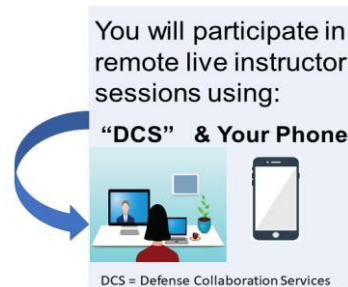 You will participate in
remote live instructor
sessions using:
“DCS” & Your Phone
DCS = Defense Collaboration Services